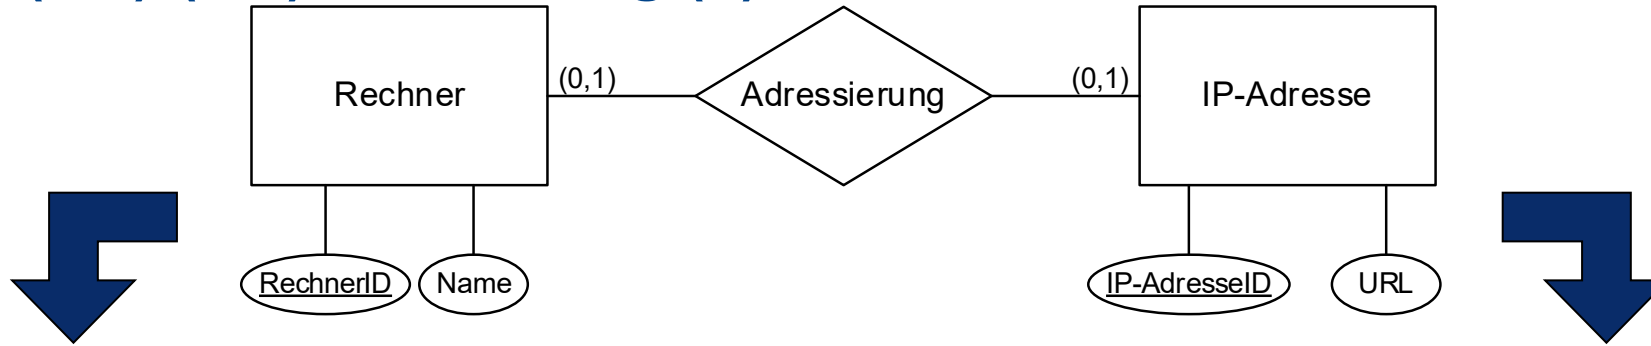 (0,1)
(0,1)
Rechner
Adressierung
IP-Adresse
RechnerID
Name
IP-AdresseID
URL